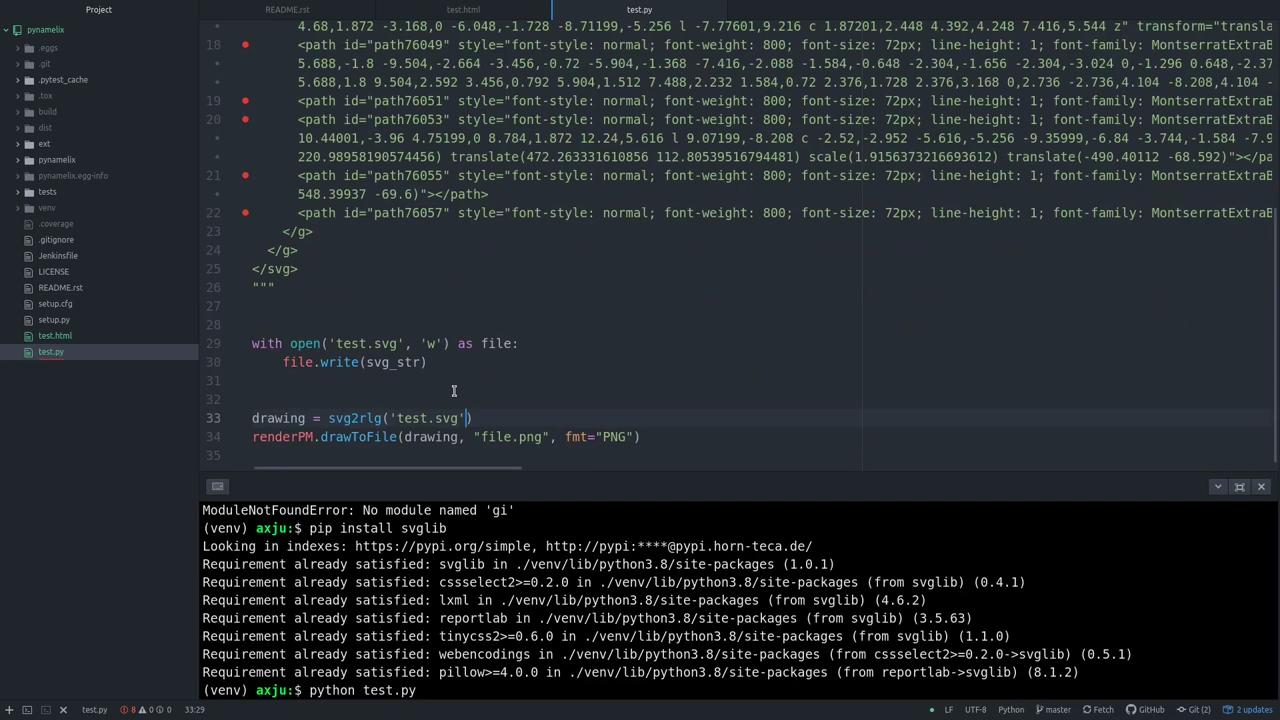 Project
README.rst
test.html
test.py
pynamelix
.eggs
.git
.pytest_cache
.tox
build
dist
ext
pynamelix
pynamelix.egg-info
tests
venv
.coverage
.gitignore
Jenkinsfile
LICENSE
README.rst
setup.cfg
setup.py
test.html
test.py
4.68,1.872 -3.168,0 -6.048,-1.728 -8.71199,-5.256 l -7.77601,9.216 c 1.87201,2.448 4.392,4.248 7.416,5.544 z" transform="transla
18 <path id="path76049" style="font-style: normal; font-weight: 800; font-size: 72px; line-height: 1; font-family: MontserratExtraB
5.688,-1.8 -9.504,-2.664 -3.456,-0.72 -5.904,-1.368 -7.416,-2.088 -1.584,-0.648 -2.304,-1.656 -2.304,-3.024 0,-1.296 0.648,-2.37
5.688,1.8 9.504,2.592 3.456,0.792 5.904,1.512 7.488,2.232 1.584,0.72 2.376,1.728 2.376,3.168 0,2.736 -2.736,4.104 -8.208,4.104 -
19 <path id="path76051" style="font-style: normal; font-weight: 800; font-size: 72px; line-height: 1; font-family: MontserratExtraB
20 <path id="path76053" style="font-style: normal; font-weight: 800; font-size: 72px; line-height: 1; font-family: MontserratExtraB
10.44001,-3.96 4.75199,0 8.784,1.872 12.24,5.616 l 9.07199,-8.208 c -2.52,-2.952 -5.616,-5.256 -9.35999,-6.84 -3.744,-1.584 -7.9
220.98958190574456) translate(472.263331610856 112.80539516794481) scale(1.9156373216693612) translate(-490.40112 -68.592)"></pa
21 <path id="path76055" style="font-style: normal; font-weight: 800; font-size: 72px; line-height: 1; font-family: MontserratExtraB
548.39937 -69.6)"></path>
22 <path id="path76057" style="font-style: normal; font-weight: 800; font-size: 72px; line-height: 1; font-family: MontserratExtraB
23 </g>
24 </g>
25 </svg>
26 """
27
28
29 with open('test.svg', 'w') as file:
30 file.write(svg_str)
31
32
33 drawing = svg2rlg('test.svg')
34 renderPM.drawToFile(drawing, "file.png", fmt="PNG")
35
ModuleNotFoundError: No module named 'gi'
(venv) axju:$ pip install svglib
Looking in indexes: https://pypi.org/simple, http://pypi:****@pypi.horn-teca.de/
Requirement already satisfied: svglib in ./venv/lib/python3.8/site-packages (1.0.1)
Requirement already satisfied: cssselect2>=0.2.0 in ./venv/lib/python3.8/site-packages (from svglib) (0.4.1)
Requirement already satisfied: lxml in ./venv/lib/python3.8/site-packages (from svglib) (4.6.2)
Requirement already satisfied: reportlab in ./venv/lib/python3.8/site-packages (from svglib) (3.5.63)
Requirement already satisfied: tinycss2>=0.6.0 in ./venv/lib/python3.8/site-packages (from svglib) (1.1.0)
Requirement already satisfied: webencodings in ./venv/lib/python3.8/site-packages (from cssselect2>=0.2.0->svglib) (0.5.1)
Requirement already satisfied: pillow>=4.0.0 in ./venv/lib/python3.8/site-packages (from reportlab->svglib) (8.1.2)
(venv) axju:$ python test.py
test.py 8 0 0 33:29 LF UTF-8 Python master Fetch GitHub Git (2) 2 updates